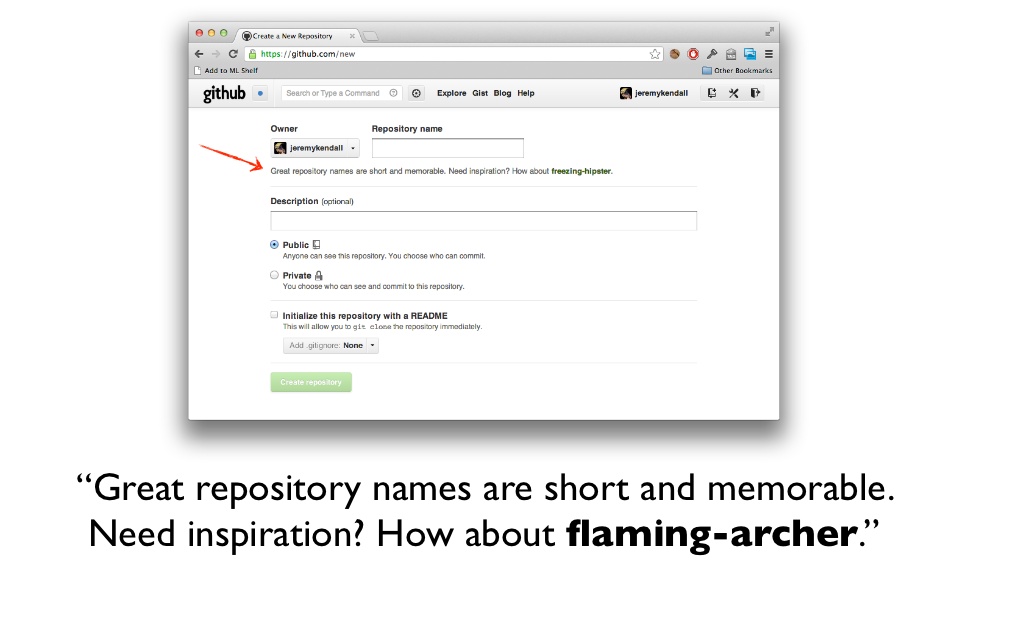 Create a New Repository
https://github.com/new
Add to ML Shelf
Other Bookmarks
github
Search or Type a Command
Explore Gist Blog Help
jeremykendall
Owner
Repository name
jeremykendall
Great repository names are short and memorable. Need inspiration? How about freezing-hipster.
Description (optional)
Public
Anyone can see this repository. You choose who can commit.
Private
You choose who can see and commit to this repository.
Initialize this repository with a README
This will allow you to git clone the repository immediately.
Add .gitignore: None
Create repository
“Great repository names are short and memorable.
Need inspiration? How about flaming-archer.”